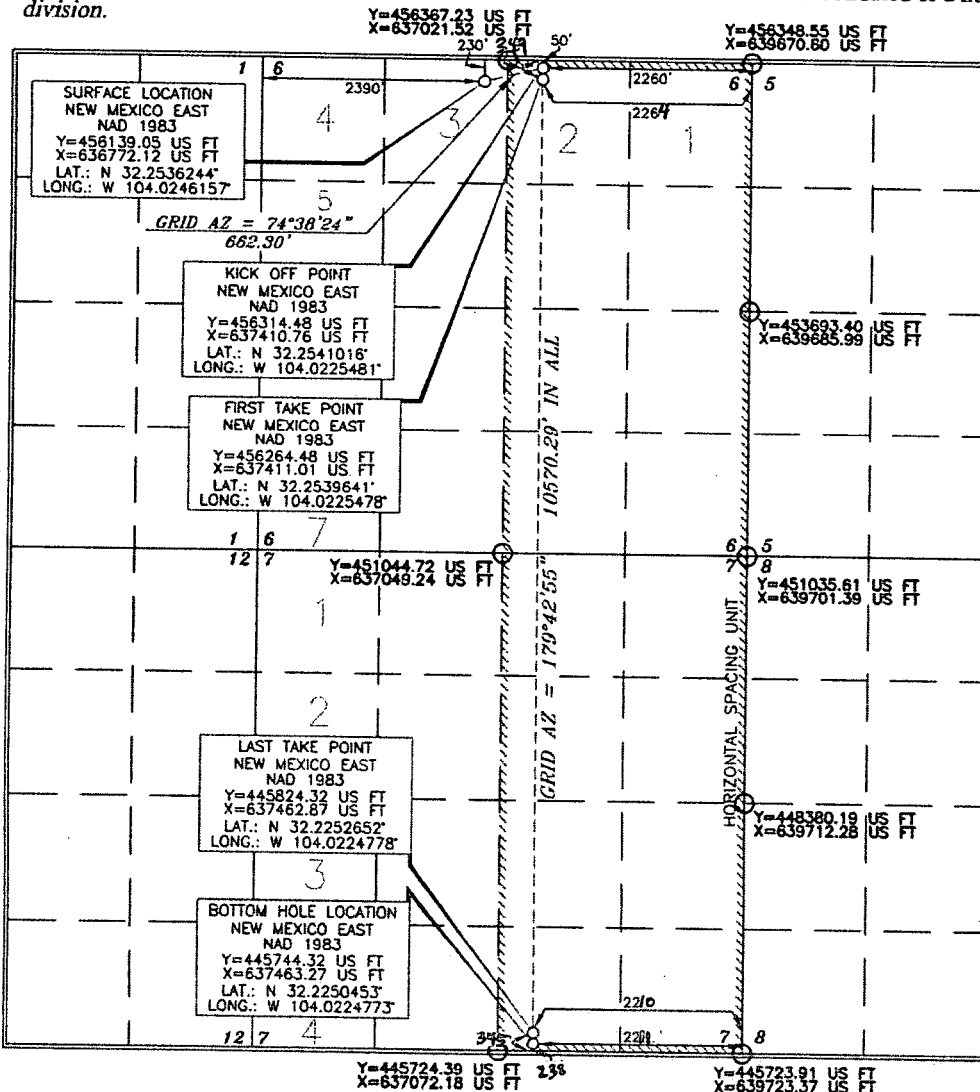 division.
Y=456367.23 US FT
X=637021.52 US FT
Y=456348.55 US FT
X=639670.60 US FT
230'
50'
1 6
2390'
2260'
6 5
2264
4
3
2
1
SURFACE LOCATION
NEW MEXICO EAST
NAD 1983
Y=456139.05 US FT
X=636772.12 US FT
LAT.: N 32.2536244°
LONG.: W 104.0246157°
5
GRID AZ = 74°38'24"
662.30'
KICK OFF POINT
NEW MEXICO EAST
NAD 1983
Y=456314.48 US FT
X=637410.76 US FT
LAT.: N 32.2541016°
LONG.: W 104.0225481°
Y=453693.40 US FT
X=639685.99 US FT
FIRST TAKE POINT
NEW MEXICO EAST
NAD 1983
Y=456264.48 US FT
X=637411.01 US FT
LAT.: N 32.2539641°
LONG.: W 104.0225478°
GRID AZ = 179°42'55" 10570.29' IN ALL
7
1 6
12 7
6 5
7 8
Y=451044.72 US FT
X=637049.24 US FT
Y=451035.61 US FT
X=639701.39 US FT
1
2
HORIZONTAL SPACING UNIT
LAST TAKE POINT
NEW MEXICO EAST
NAD 1983
Y=445824.32 US FT
X=637462.87 US FT
LAT.: N 32.2252652°
LONG.: W 104.0224778°
Y=448380.19 US FT
X=639712.28 US FT
3
BOTTOM HOLE LOCATION
NEW MEXICO EAST
NAD 1983
Y=445744.32 US FT
X=637463.27 US FT
LAT.: N 32.2250453°
LONG.: W 104.0224773°
4
2210
12 7
7 8
238
Y=445724.39 US FT
X=637072.18 US FT
Y=445723.91 US FT
X=639723.37 US FT